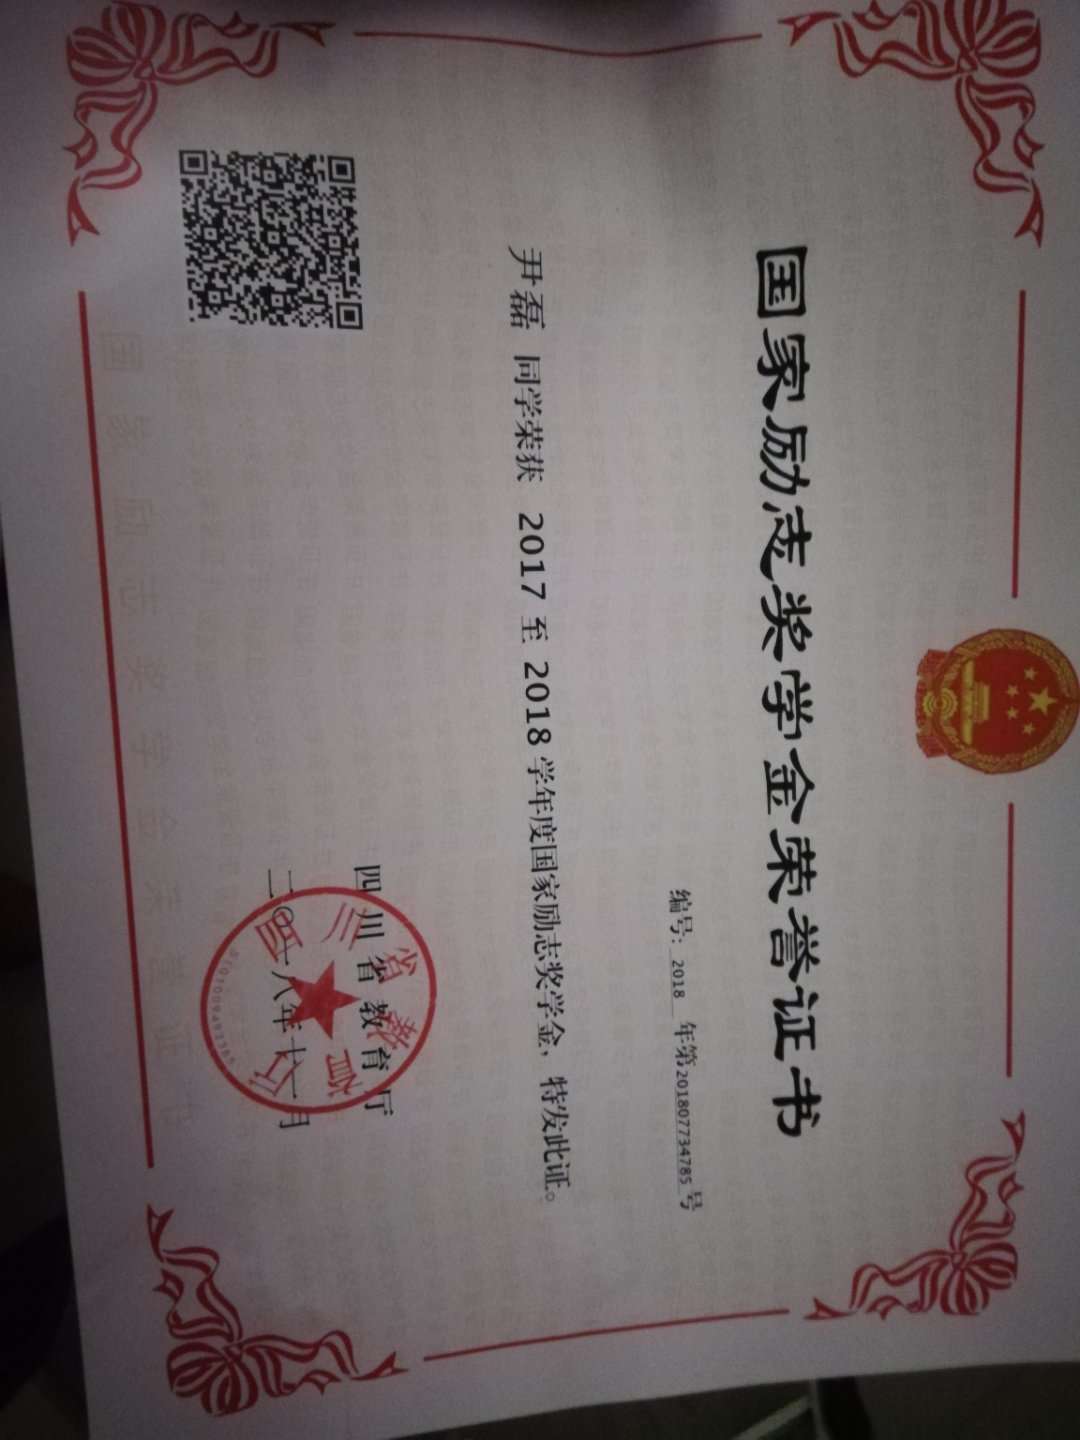 国家励志奖学金荣誉证书
编号: 2018 年第201807734785号
尹磊 同学荣获 2017 至 2018 学年度国家励志奖学金，特发此证。
四川省教育厅
二〇一八年十一月
四川省教育厅
国家励志奖学金荣誉证书